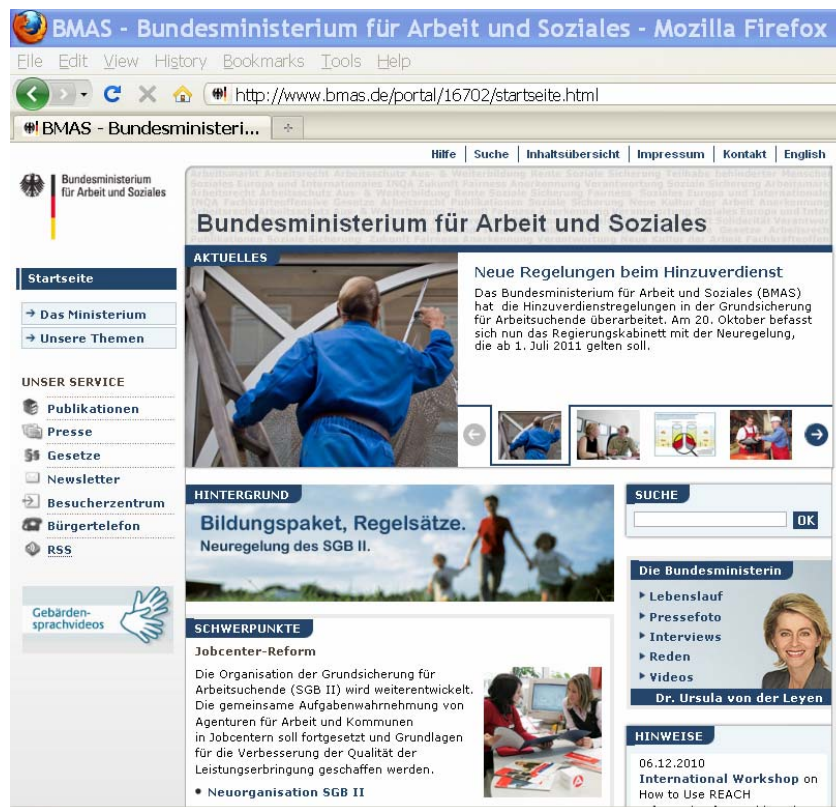 BMAS - Bundesministerium für Arbeit und Soziales - Mozilla Firefox
File Edit View History Bookmarks Tools Help
http://www.bmas.de/portal/16702/startseite.html
BMAS - Bundesministeri...
Hilfe | Suche | Inhaltsübersicht | Impressum | Kontakt | English
Bundesministerium
für Arbeit und Soziales
Bundesministerium für Arbeit und Soziales
Startseite
Das Ministerium
Unsere Themen
UNSER SERVICE
Publikationen
Presse
Gesetze
Newsletter
Besucherzentrum
Bürgertelefon
RSS
Gebärden-
sprachvideos
AKTUELLES
Neue Regelungen beim Hinzuverdienst
Das Bundesministerium für Arbeit und Soziales (BMAS)
hat die Hinzuverdienstregelungen in der Grundsicherung
für Arbeitsuchende überarbeitet. Am 20. Oktober befasst
sich nun das Regierungskabinett mit der Neuregelung,
die ab 1. Juli 2011 gelten soll.
HINTERGRUND
Bildungspaket, Regelsätze.
Neuregelung des SGB II.
SCHWERPUNKTE
Jobcenter-Reform
Die Organisation der Grundsicherung für
Arbeitsuchende (SGB II) wird weiterentwickelt.
Die gemeinsame Aufgabenwahrnehmung von
Agenturen für Arbeit und Kommunen
in Jobcentern soll fortgesetzt und Grundlagen
für die Verbesserung der Qualität der
Leistungserbringung geschaffen werden.
• Neuorganisation SGB II
SUCHE
OK
Die Bundesministerin
Lebenslauf
Pressefoto
Interviews
Reden
Videos
Dr. Ursula von der Leyen
HINWEISE
06.12.2010
International Workshop on
How to Use REACH